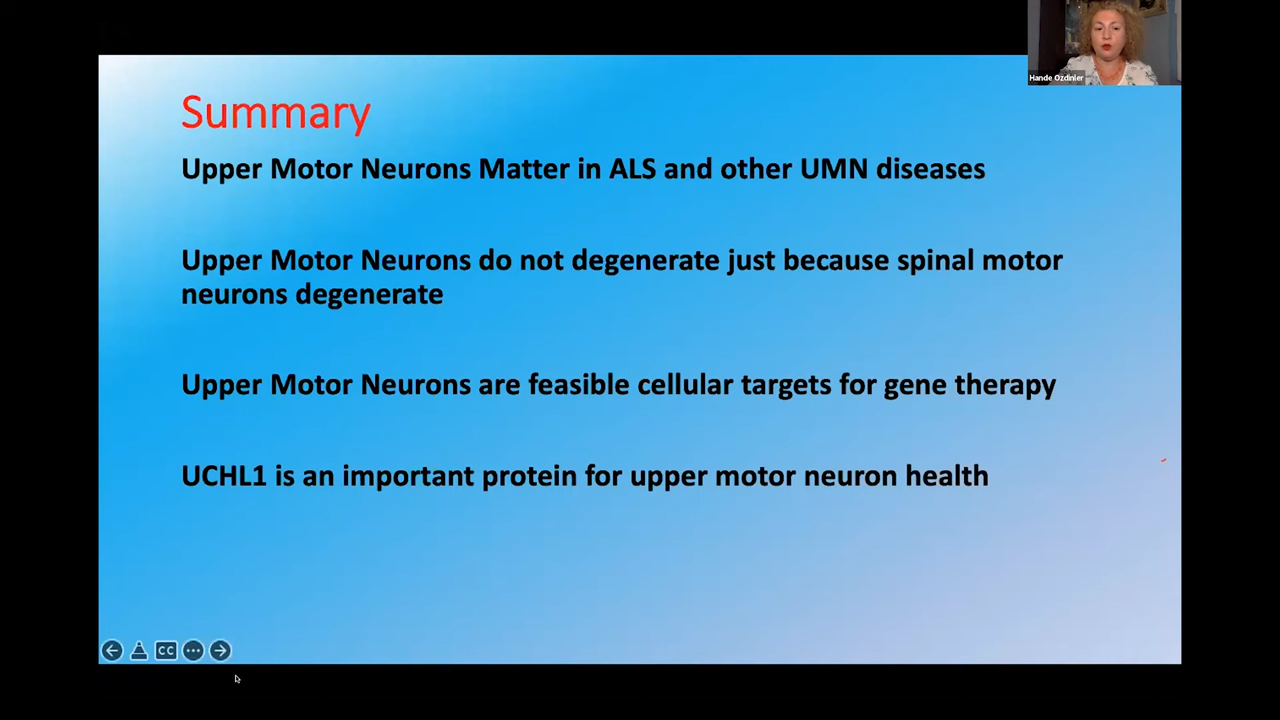 Hande Ozdinler
Summary
Upper Motor Neurons Matter in ALS and other UMN diseases
Upper Motor Neurons do not degenerate just because spinal motor
neurons degenerate
Upper Motor Neurons are feasible cellular targets for gene therapy
UCHL1 is an important protein for upper motor neuron health
CC